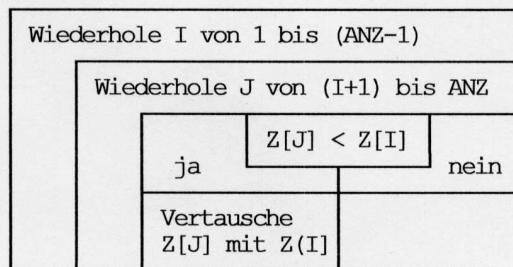 Wiederhole I von 1 bis (ANZ-1)
Wiederhole J von (I+1) bis ANZ
Z[J] < Z[I]
ja
nein
Vertausche
Z[J] mit Z(I]